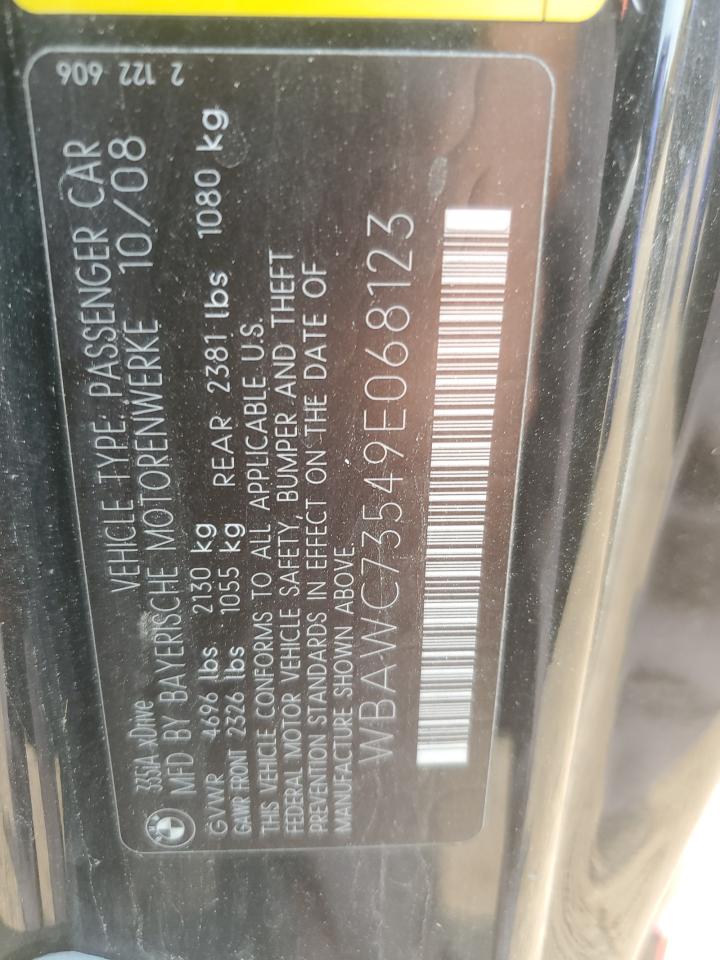 335iA xDrive
VEHICLE TYPE: PASSENGER CAR
MFD BY BAYERISCHE MOTORENWERKE 10/08
2 122 606
GVWR 4696 lbs 2130 kg
GAWR FRONT 2326 lbs 1055 kg REAR 2381 lbs 1080 kg
THIS VEHICLE CONFORMS TO ALL APPLICABLE U.S.
FEDERAL MOTOR VEHICLE SAFETY, BUMPER AND THEFT
PREVENTION STANDARDS IN EFFECT ON THE DATE OF
MANUFACTURE SHOWN ABOVE.
WBAWC73549E068123